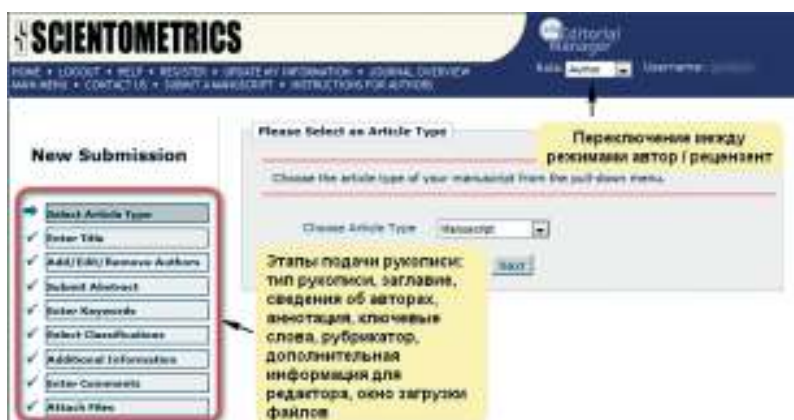 SCIENTOMETRICS
Editorial
Manager
HOME • LOGOUT • HELP • REGISTER • UPDATE MY INFORMATION • JOURNAL OVERVIEW
MAIN MENU • CONTACT US • SUBMIT A MANUSCRIPT • INSTRUCTIONS FOR AUTHORS
Role: Author Username:
Переключение между
режимами автор / рецензент
New Submission
Please Select an Article Type
Choose the article type of your manuscript from the pull-down menu.
Choose Article Type Manuscript
Next
Select Article Type
Enter Title
Add/Edit/Remove Authors
Submit Abstract
Enter Keywords
Select Classifications
Additional Information
Enter Comments
Attach Files
Этапы подачи рукописи:
тип рукописи, заглавие,
сведения об авторах,
аннотация, ключевые
слова, рубрикатор,
дополнительная
информация для
редактора, окно загрузки
файлов